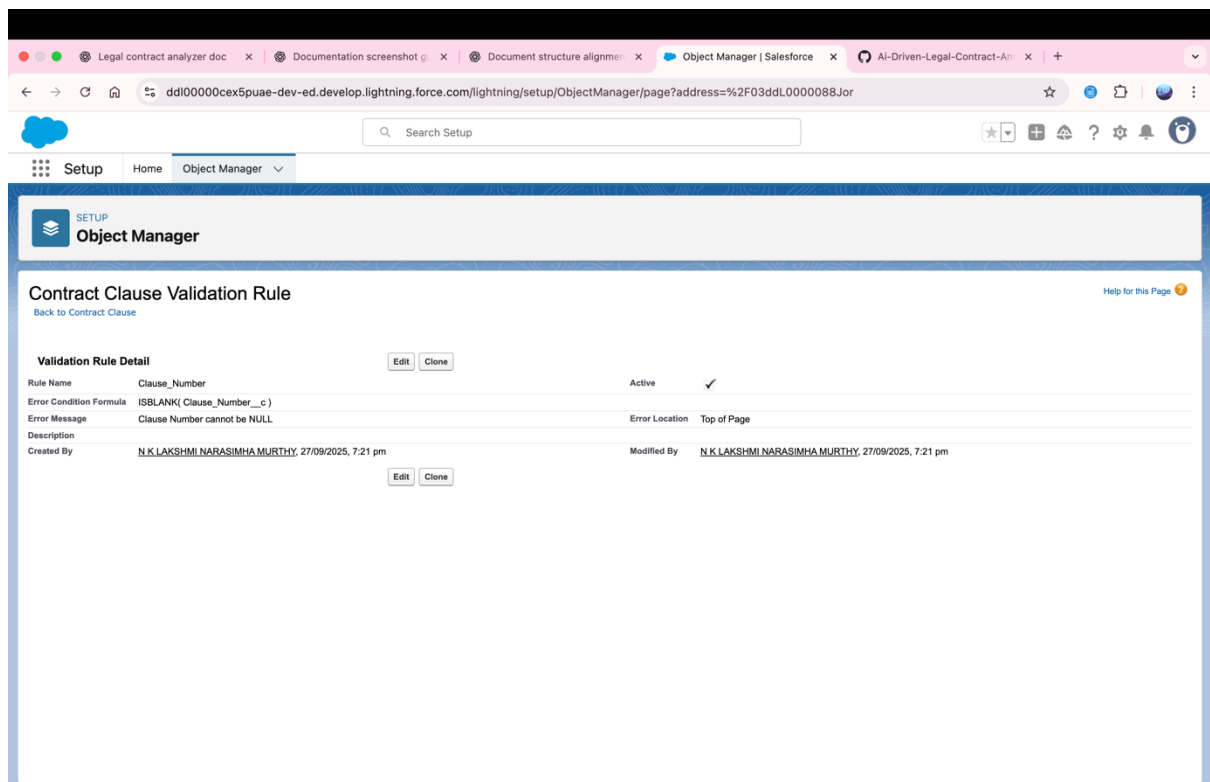 Legal contract analyzer doc
Documentation screenshot g
Document structure alignmen
Object Manager | Salesforce
Ai-Driven-Legal-Contract-An
ddl00000cex5puae-dev-ed.develop.lightning.force.com/lightning/setup/ObjectManager/page?address=%2F03ddL0000088Jor
Search Setup
Setup Home Object Manager
SETUP
Object Manager
Contract Clause Validation Rule
Help for this Page
Back to Contract Clause
Validation Rule Detail Edit Clone
Rule Name Clause_Number Active
Error Condition Formula ISBLANK( Clause_Number__c )
Error Message Clause Number cannot be NULL Error Location Top of Page
Description
Created By N K LAKSHMI NARASIMHA MURTHY, 27/09/2025, 7:21 pm Modified By N K LAKSHMI NARASIMHA MURTHY, 27/09/2025, 7:21 pm
Edit Clone